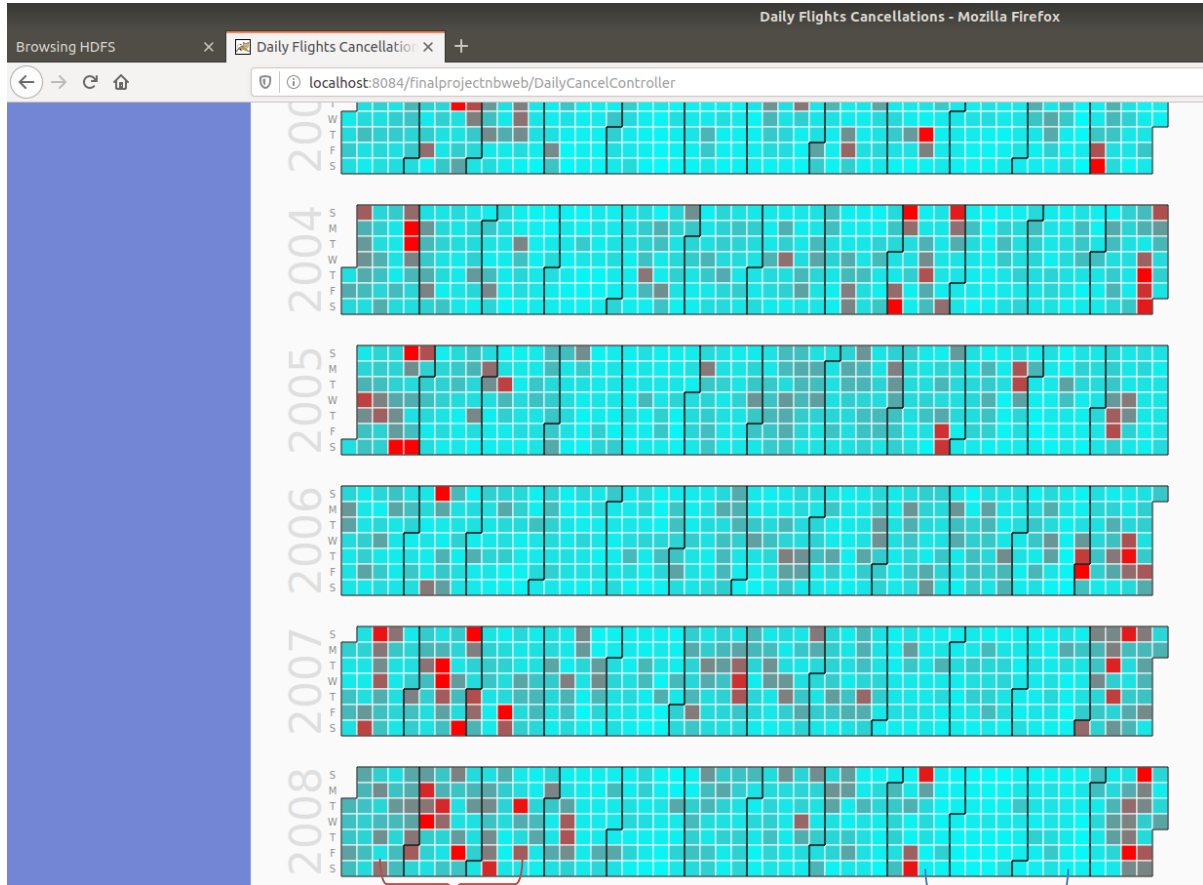 Daily Flights Cancellations - Mozilla Firefox
Browsing HDFS
Daily Flights Cancellation
localhost:8084/finalprojectnbweb/DailyCancelController
T
W
T
F
S
2004
S
M
T
W
T
F
S
2005
S
M
T
W
T
F
S
2006
S
M
T
W
T
F
S
2007
S
M
T
W
T
F
S
2008
S
M
T
W
T
F
S